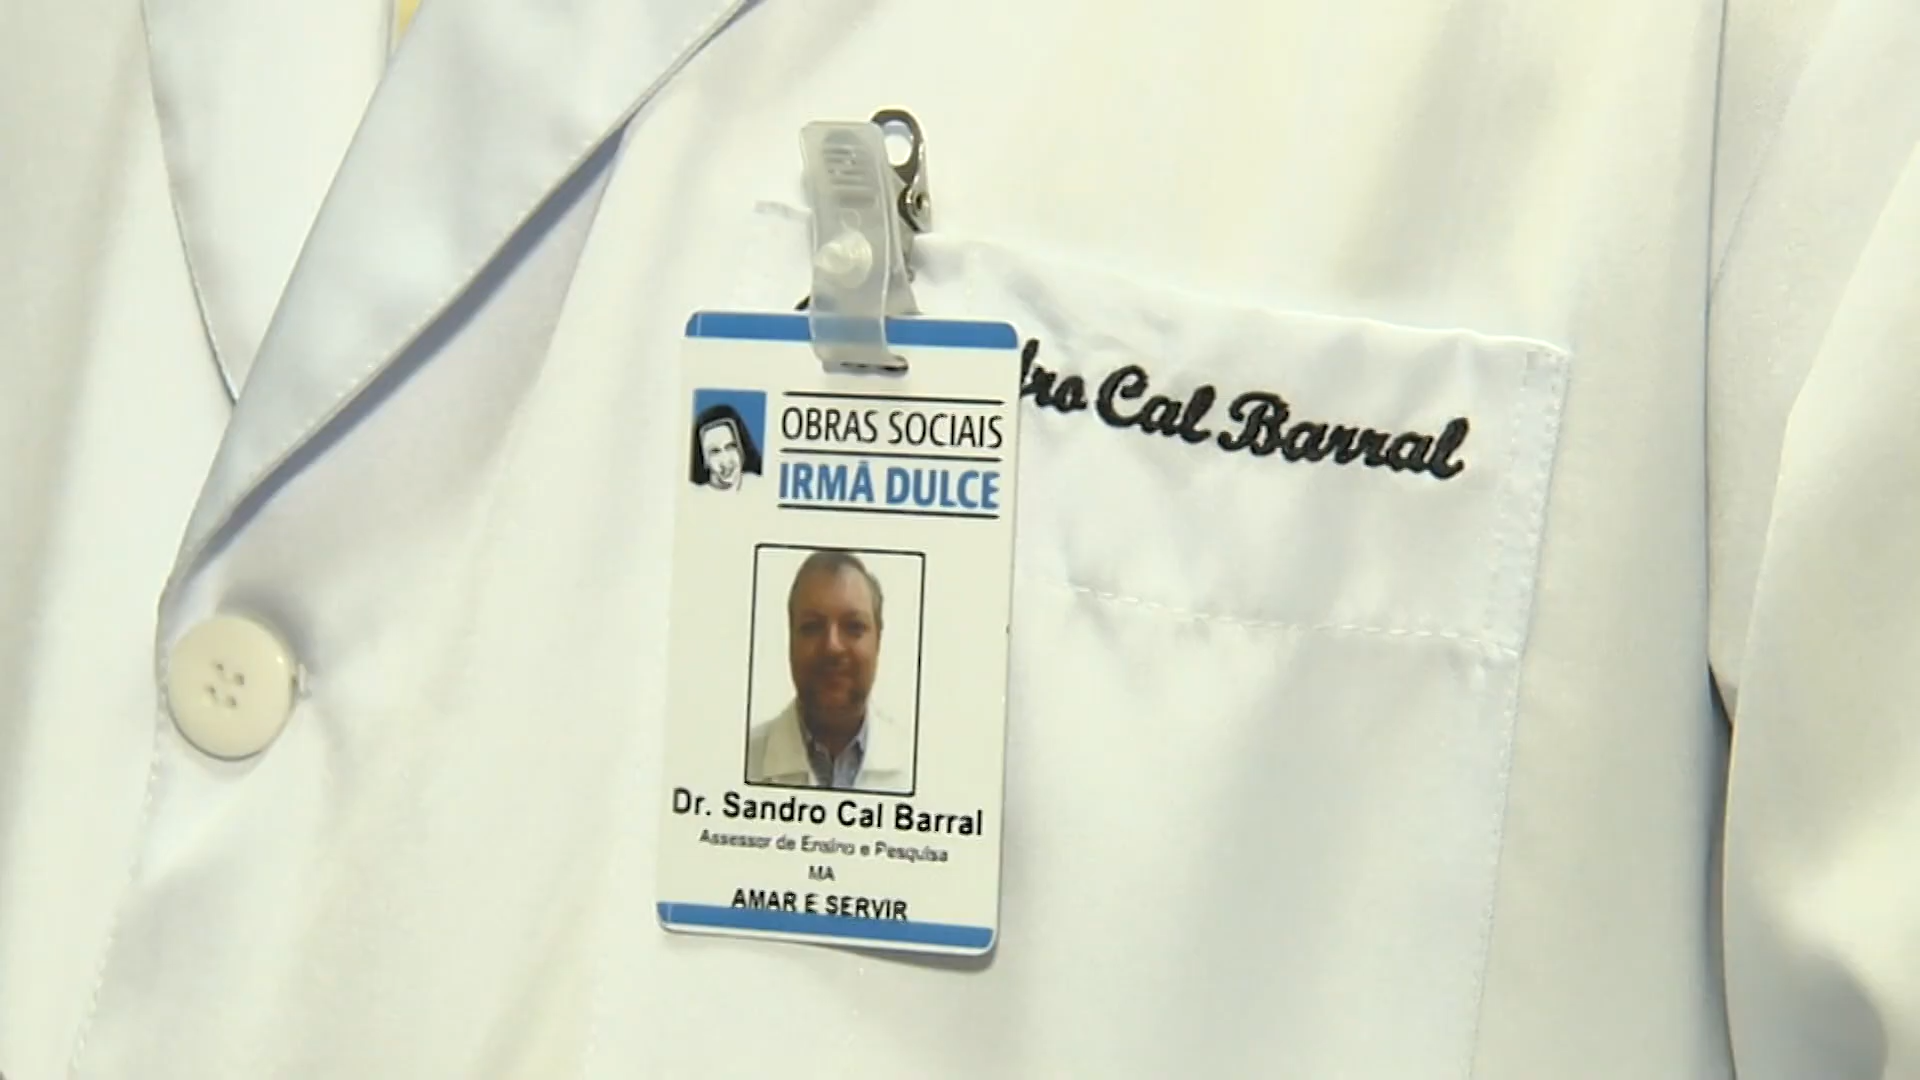 OBRAS SOCIAIS
IRMÃ DULCE
dro Cal Barral
Dr. Sandro Cal Barral
Assessor de Ensino e Pesquisa
MA
AMAR E SERVIR